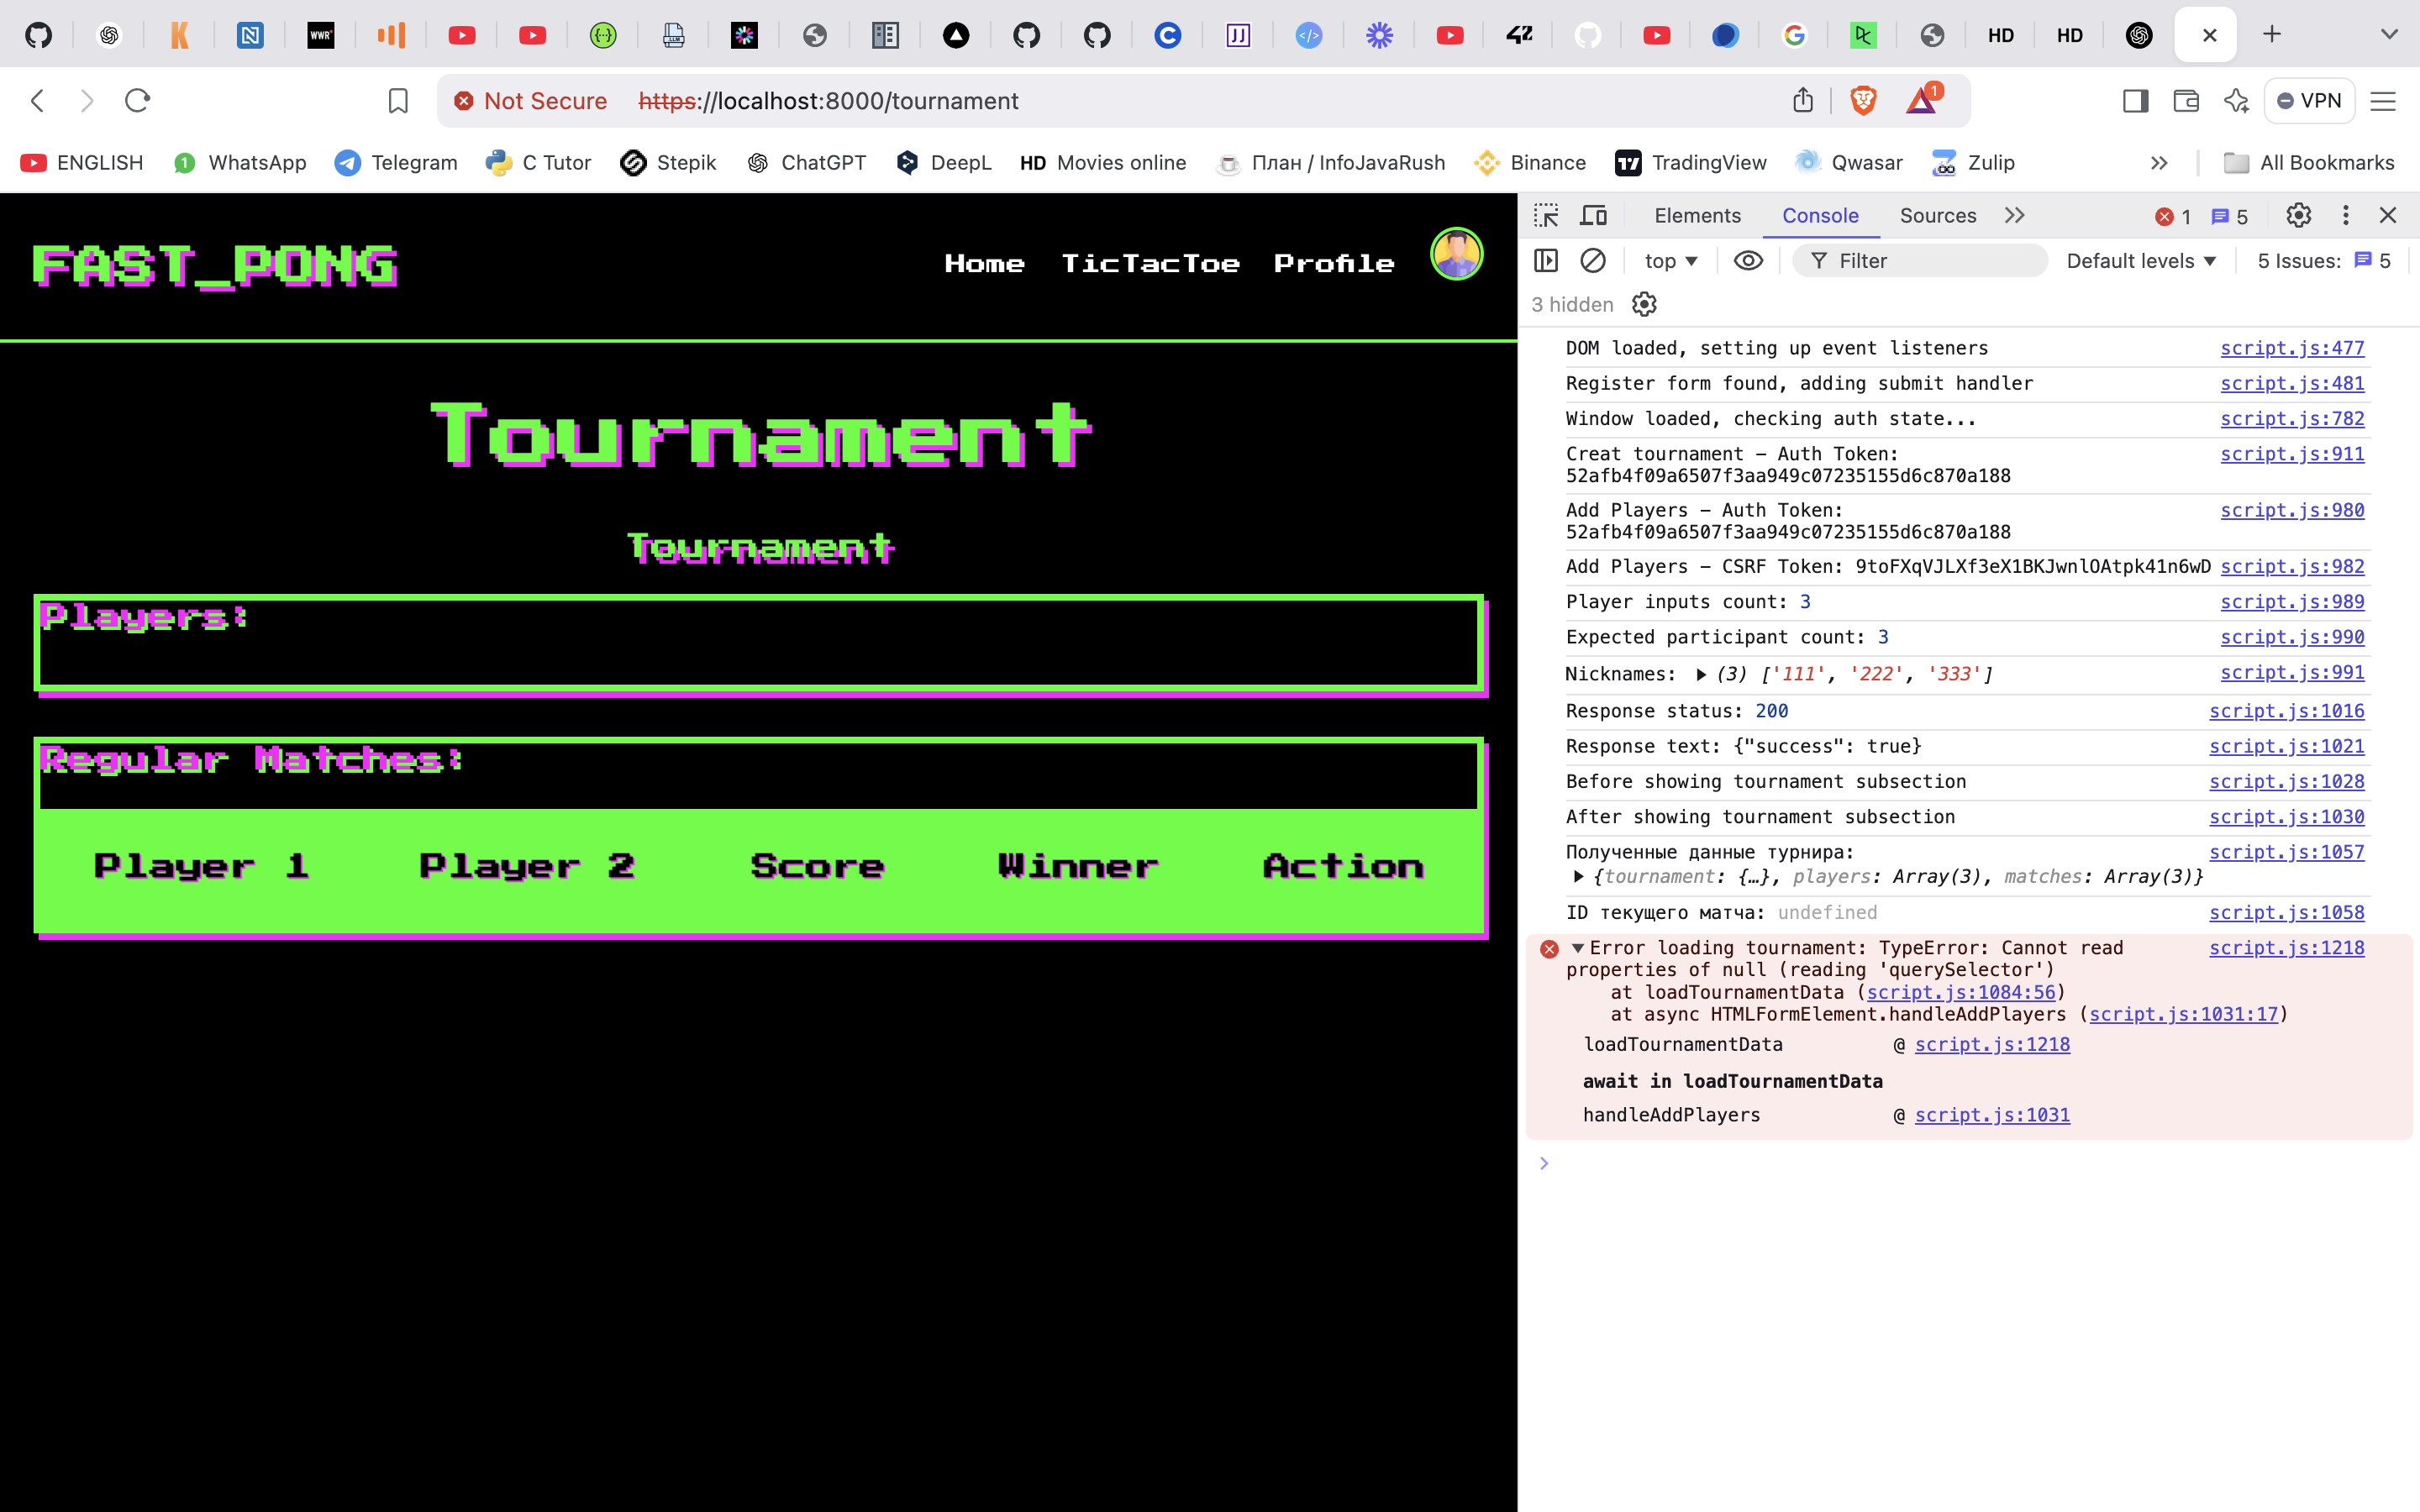 WWR
LLM
JJ
</>
42
HD
HD
Not Secure https://localhost:8000/tournament
1
VPN
ENGLISH
1 WhatsApp
Telegram
C Tutor
Stepik
ChatGPT
DeepL
HD Movies online
План / InfoJavaRush
Binance
TradingView
Qwasar
Zulip
All Bookmarks
FAST_PONG
Home TicTacToe Profile
Tournament
Tournament
Players:
Regular Matches:
Player 1 Player 2 Score Winner Action
Elements Console Sources 1 5
top Filter Default levels 5 Issues: 5
3 hidden
DOM loaded, setting up event listeners script.js:477
Register form found, adding submit handler script.js:481
Window loaded, checking auth state... script.js:782
Creat tournament – Auth Token: script.js:911
52afb4f09a6507f3aa949c07235155d6c870a188
Add Players – Auth Token: script.js:980
52afb4f09a6507f3aa949c07235155d6c870a188
Add Players – CSRF Token: 9toFXqVJLXf3eX1BKJwnlOAtpk41n6wD script.js:982
Player inputs count: 3 script.js:989
Expected participant count: 3 script.js:990
Nicknames: (3) ['111', '222', '333'] script.js:991
Response status: 200 script.js:1016
Response text: {"success": true} script.js:1021
Before showing tournament subsection script.js:1028
After showing tournament subsection script.js:1030
Полученные данные турнира: script.js:1057
{tournament: {…}, players: Array(3), matches: Array(3)}
ID текущего матча: undefined script.js:1058
Error loading tournament: TypeError: Cannot read script.js:1218
properties of null (reading 'querySelector')
at loadTournamentData (script.js:1084:56)
at async HTMLFormElement.handleAddPlayers (script.js:1031:17)
loadTournamentData @ script.js:1218
await in loadTournamentData
handleAddPlayers @ script.js:1031